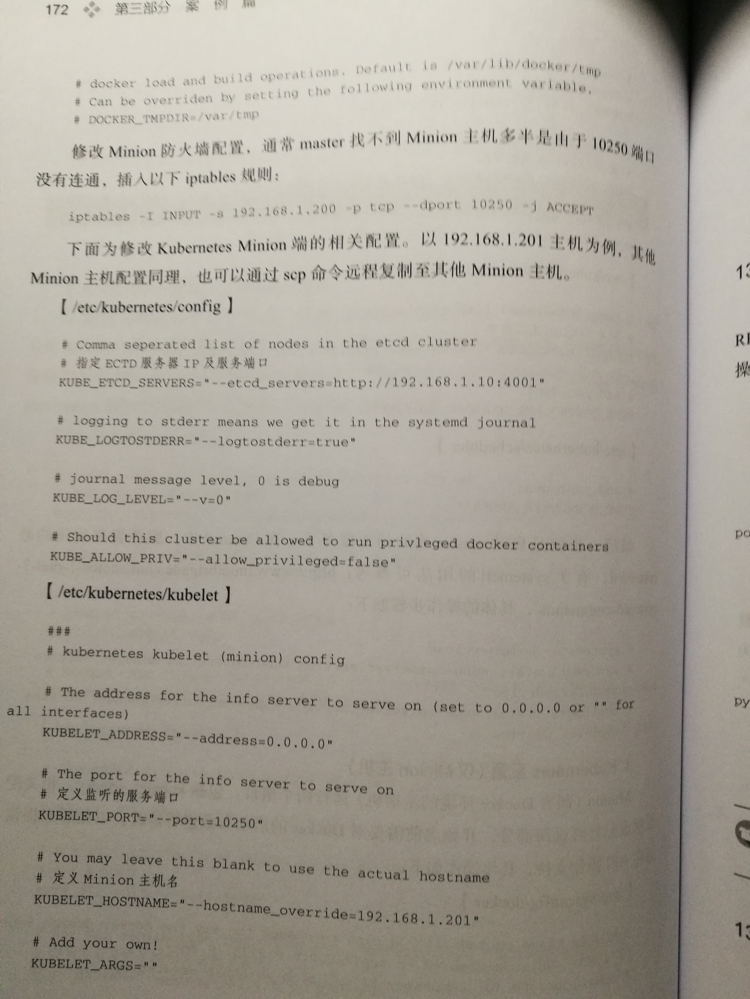 172 第三部分 案例篇
# docker load and build operations. Default is /var/lib/docker/tmp
# Can be overriden by setting the following environment variable.
# DOCKER_TMPDIR=/var/tmp
修改 Minion 防火墙配置，通常 master 找不到 Minion 主机多半是由于 10250 端口
没有连通，插入以下 iptables 规则：
iptables -I INPUT -s 192.168.1.200 -p tcp --dport 10250 -j ACCEPT
下面为修改 Kubernetes Minion 端的相关配置。以 192.168.1.201 主机为例，其他
Minion 主机配置同理，也可以通过 scp 命令远程复制至其他 Minion 主机。
【 /etc/kubernetes/config 】
# Comma seperated list of nodes in the etcd cluster
# 指定 ECTD 服务器 IP 及服务端口
KUBE_ETCD_SERVERS="--etcd_servers=http://192.168.1.10:4001"
# logging to stderr means we get it in the systemd journal
KUBE_LOGTOSTDERR="--logtostderr=true"
# journal message level, 0 is debug
KUBE_LOG_LEVEL="--v=0"
# Should this cluster be allowed to run privleged docker containers
KUBE_ALLOW_PRIV="--allow_privileged=false"
【 /etc/kubernetes/kubelet 】
###
# kubernetes kubelet (minion) config
# The address for the info server to serve on (set to 0.0.0.0 or "" for
all interfaces)
KUBELET_ADDRESS="--address=0.0.0.0"
# The port for the info server to serve on
# 定义监听的服务端口
KUBELET_PORT="--port=10250"
# You may leave this blank to use the actual hostname
# 定义 Minion 主机名
KUBELET_HOSTNAME="--hostname_override=192.168.1.201"
# Add your own!
KUBELET_ARGS=""